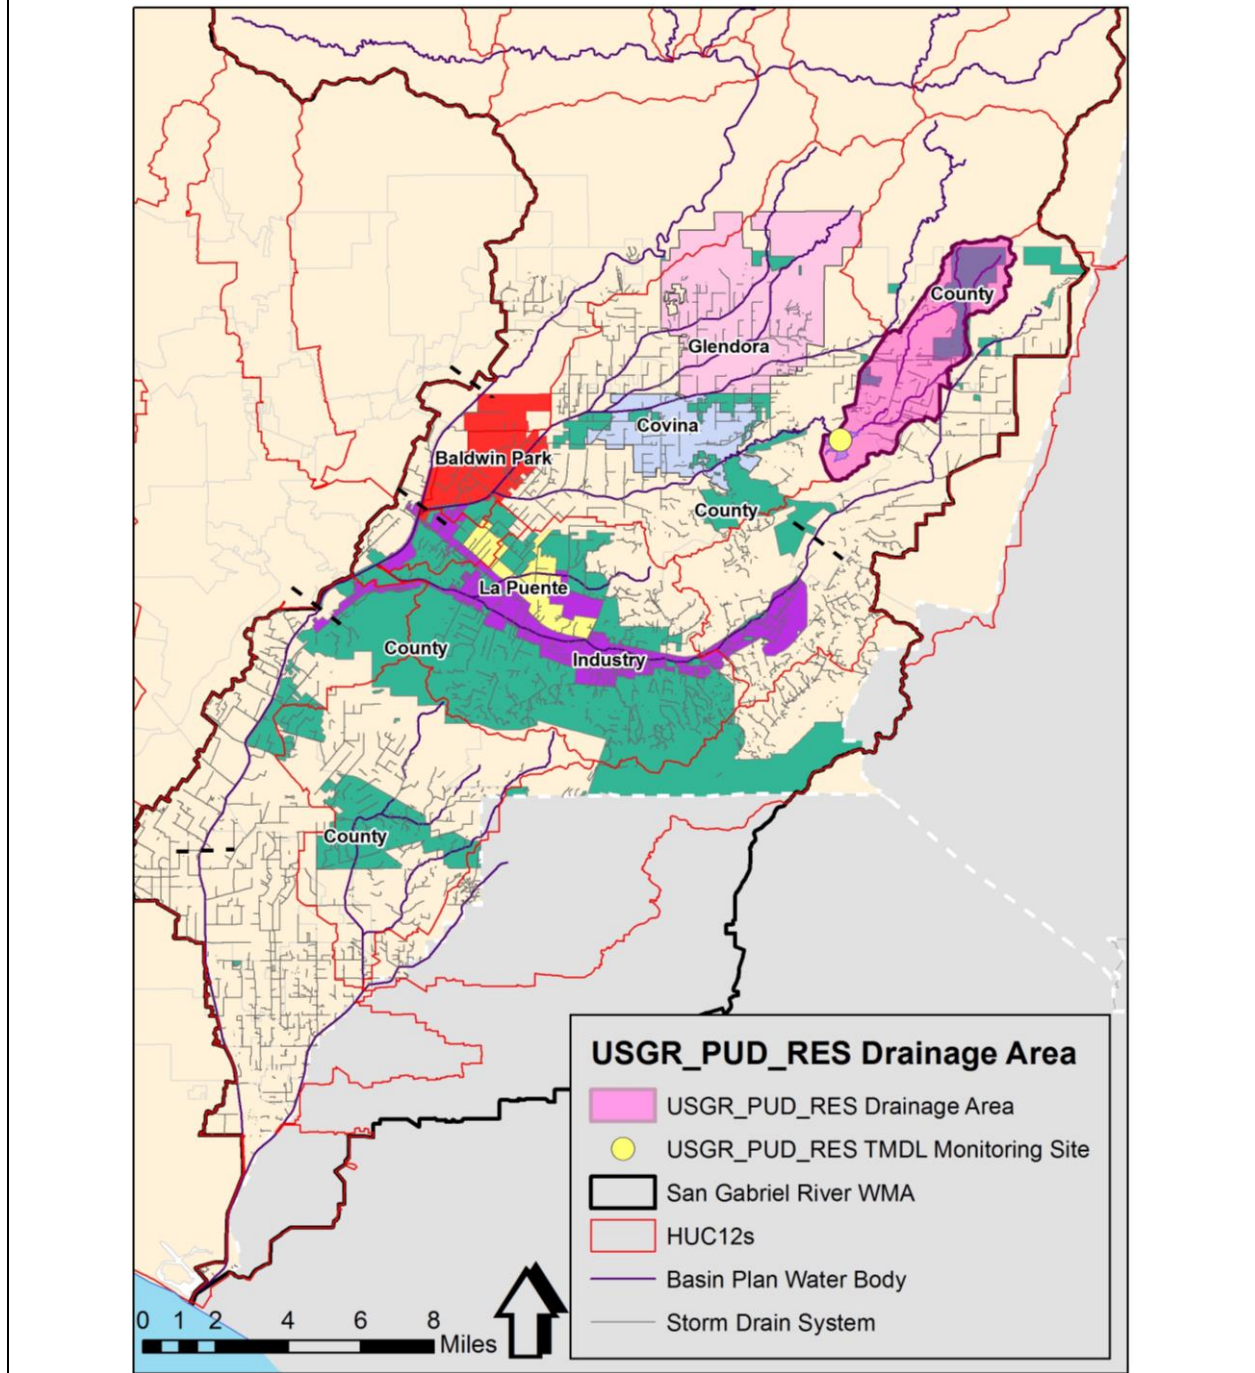 County
Glendora
Covina
Baldwin Park
County
La Puente
County
Industry
County
USGR_PUD_RES Drainage Area
USGR_PUD_RES Drainage Area
USGR_PUD_RES TMDL Monitoring Site
San Gabriel River WMA
HUC12s
Basin Plan Water Body
Storm Drain System
0 1 2 4 6 8
Miles